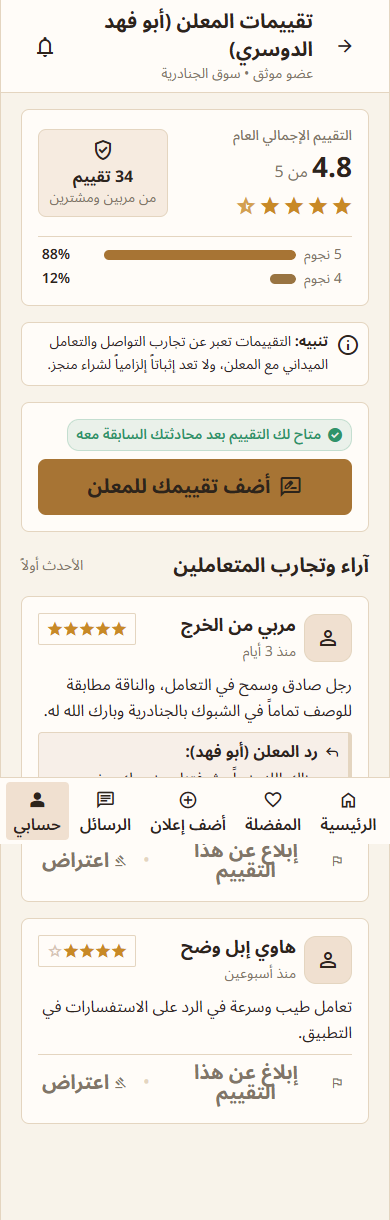 تقييمات المعلن (أبو فهد
الدوسري)
عضو موثق • سوق الجنادرية
التقييم الإجمالي العام
4.8 من 5
34 تقييم
من مربين ومشترين
5 نجوم 88%
4 نجوم 12%
تنبيه: التقييمات تعبر عن تجارب التواصل والتعامل
الميداني مع المعلن، ولا تعد إثباتاً إلزامياً لشراء منجز.
متاح لك التقييم بعد محادثتك السابقة معه
أضف تقييمك للمعلن
آراء وتجارب المتعاملين
الأحدث أولاً
مربي من الخرج
منذ 3 أيام
رجل صادق وسمح في التعامل، والناقة مطابقة
للوصف تماماً في الشبوك بالجنادرية وبارك الله له.
رد المعلن (أبو فهد):
الرئيسية
المفضلة
أضف إعلان
الرسائل
حسابي
إبلاغ عن هذا
التقييم
• اعتراض
هاوي إبل وضح
منذ أسبوعين
تعامل طيب وسرعة في الرد على الاستفسارات في
التطبيق.
إبلاغ عن هذا
التقييم
• اعتراض